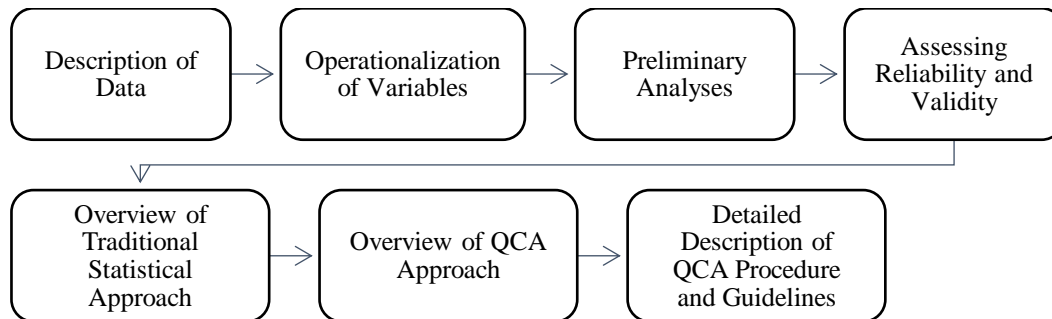 Description of
Data
Operationalization
of Variables
Preliminary
Analyses
Assessing
Reliability and
Validity
Overview of
Traditional
Statistical
Approach
Overview of QCA
Approach
Detailed
Description of
QCA Procedure
and Guidelines